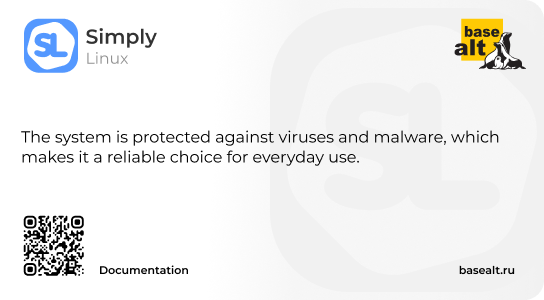 SL
Simply
Linux
base
alt
The system is protected against viruses and malware, which
makes it a reliable choice for everyday use.
SL
Documentation
basealt.ru